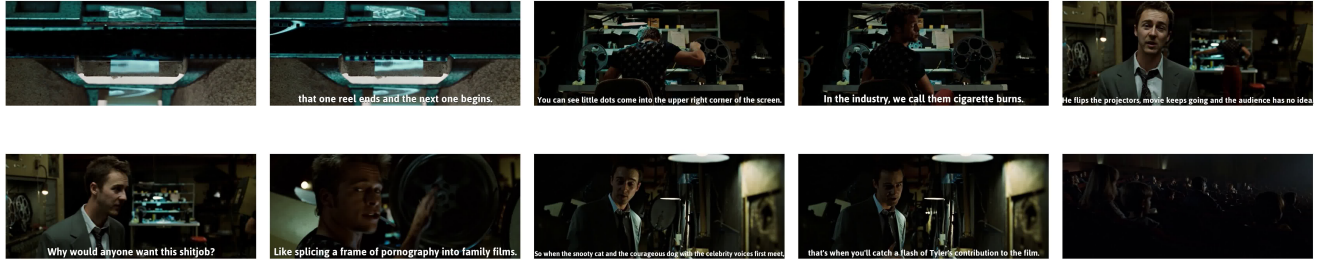 that one reel ends and the next one begins.
You can see little dots come into the upper right corner of the screen.
In the industry, we call them cigarette burns.
He flips the projectors, movie keeps going and the audience has no idea.
Why would anyone want this shitjob?
Like splicing a frame of pornography into family films.
So when the snooty cat and the courageous dog with the celebrity voices first meet,
that's when you'll catch a flash of Tyler's contribution to the film.